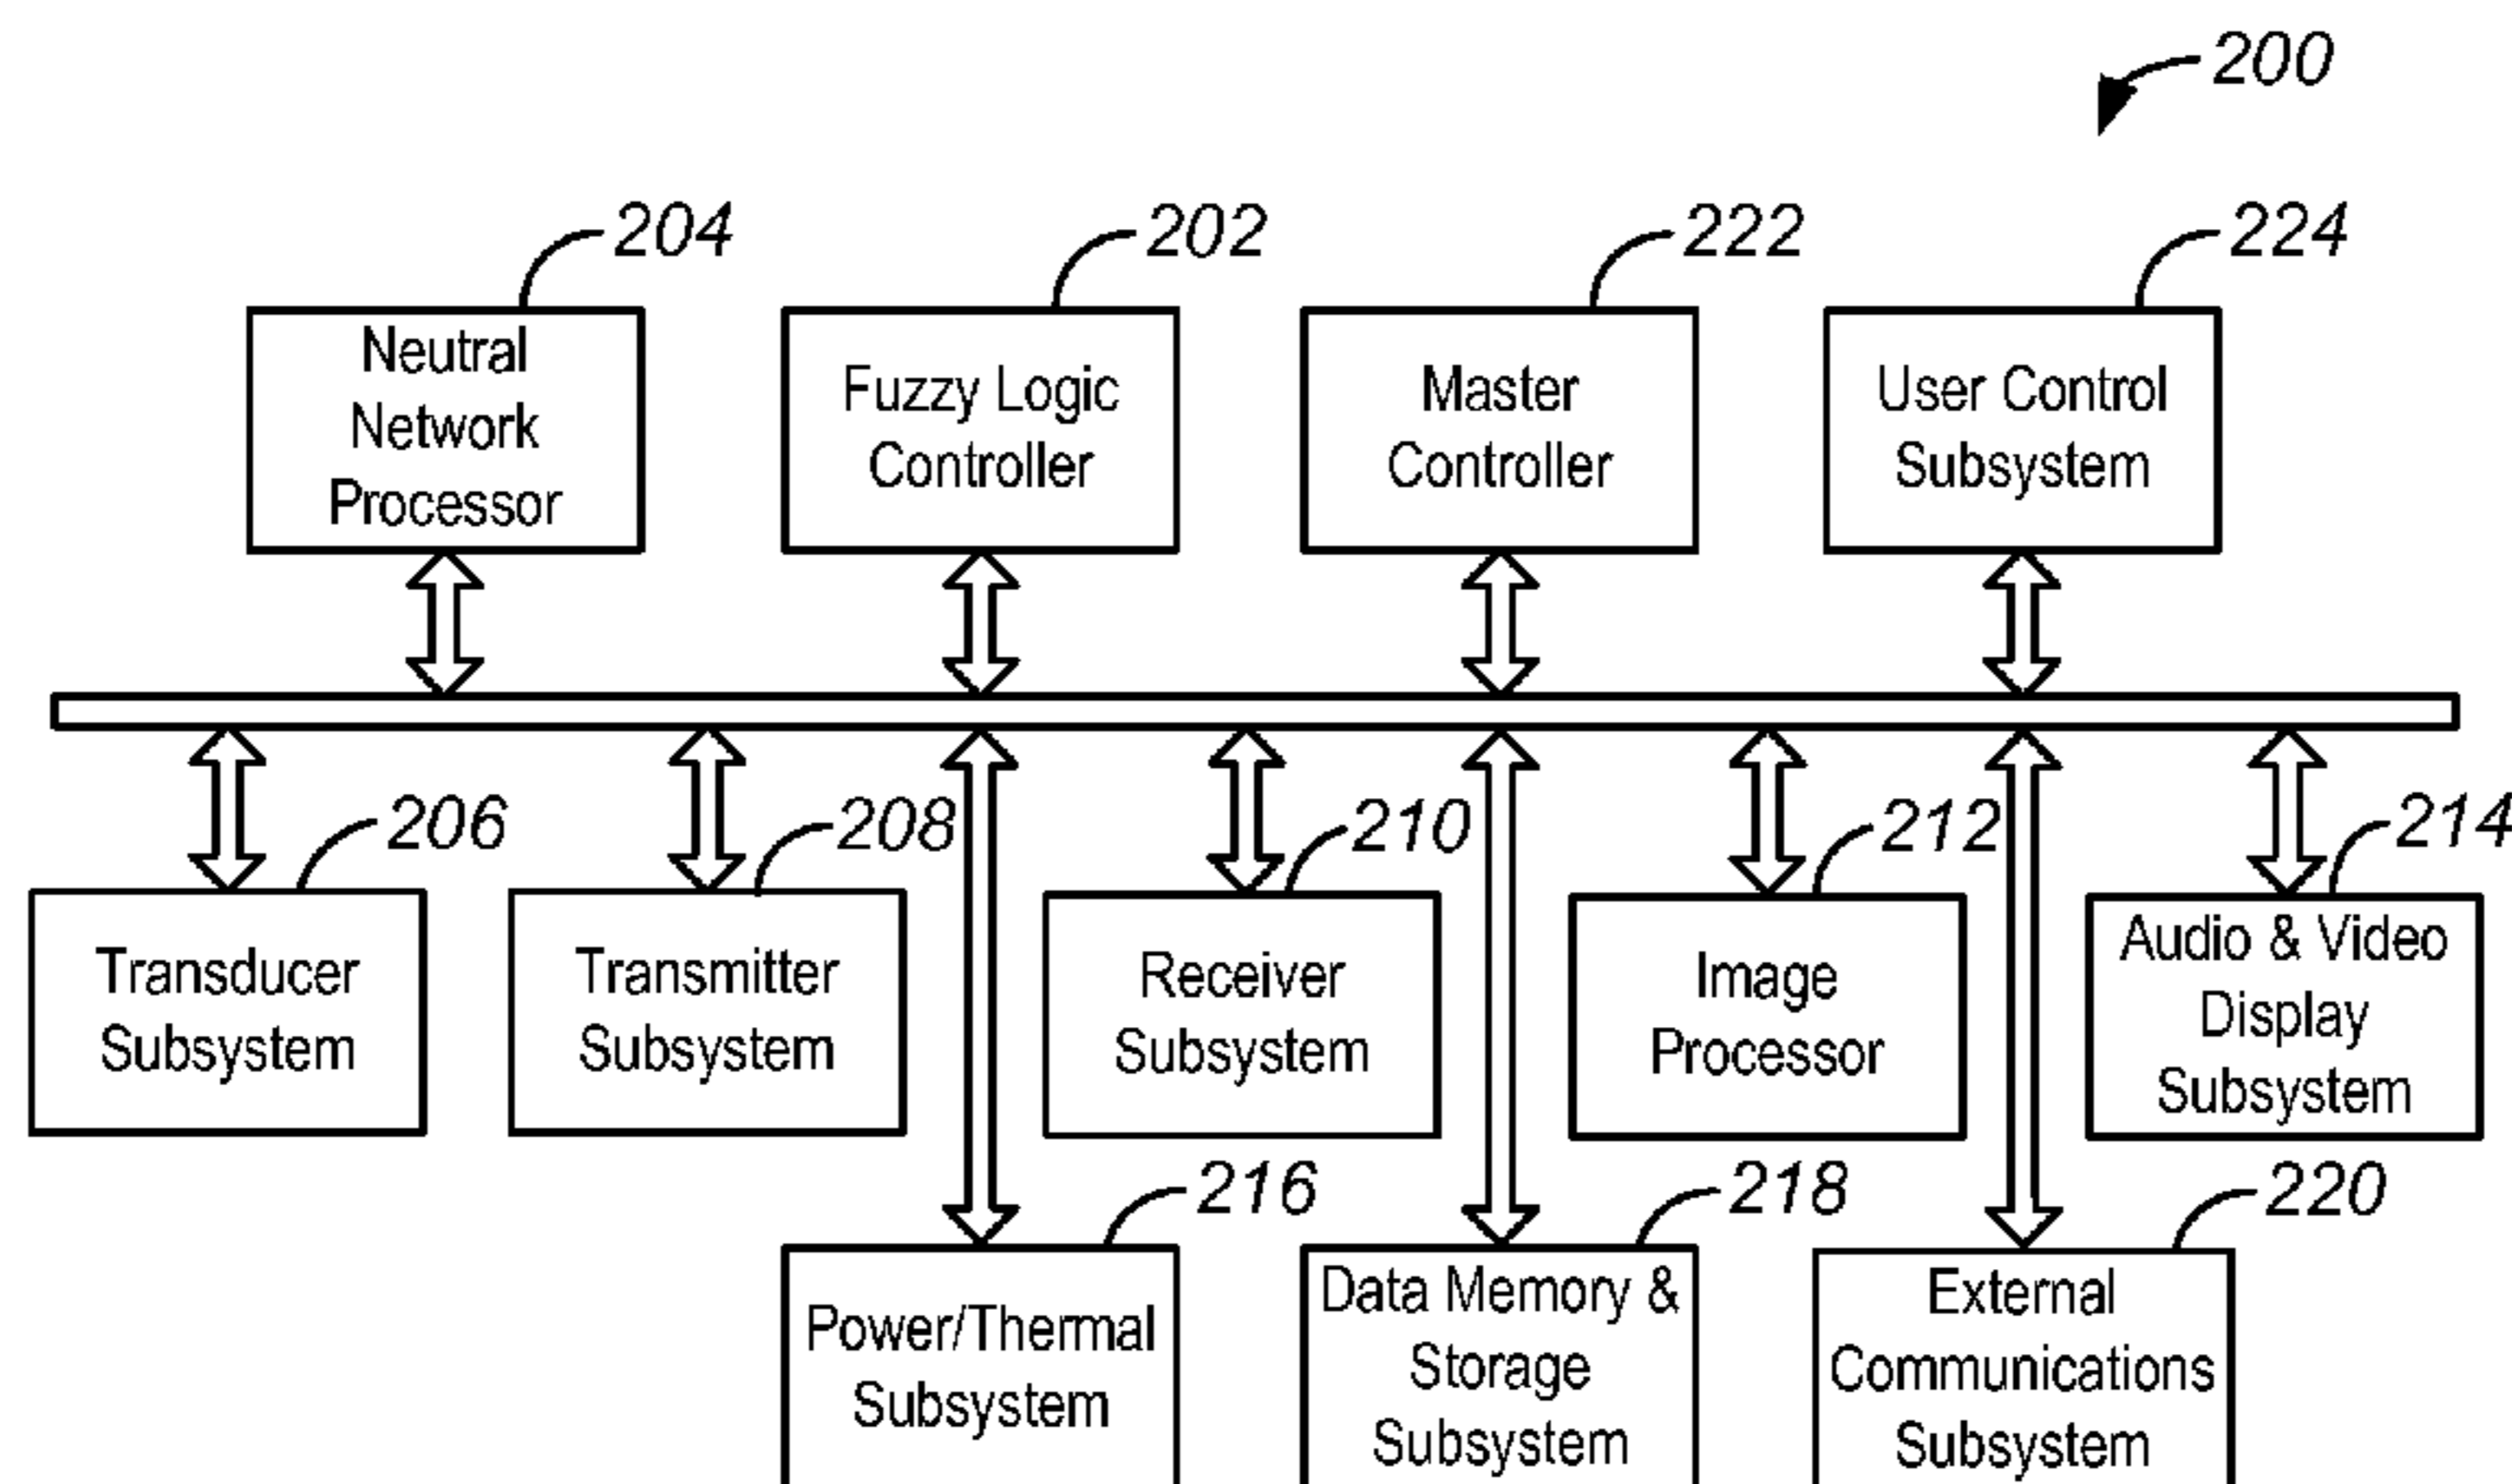 200
204
202
222
224
Neutral
Network
Processor
Fuzzy Logic
Controller
Master
Controller
User Control
Subsystem
206
208
210
212
214
Transducer
Subsystem
Transmitter
Subsystem
Receiver
Subsystem
Image
Processor
Audio & Video
Display
Subsystem
216
218
220
Power/Thermal
Subsystem
Data Memory &
Storage
Subsystem
External
Communications
Subsystem